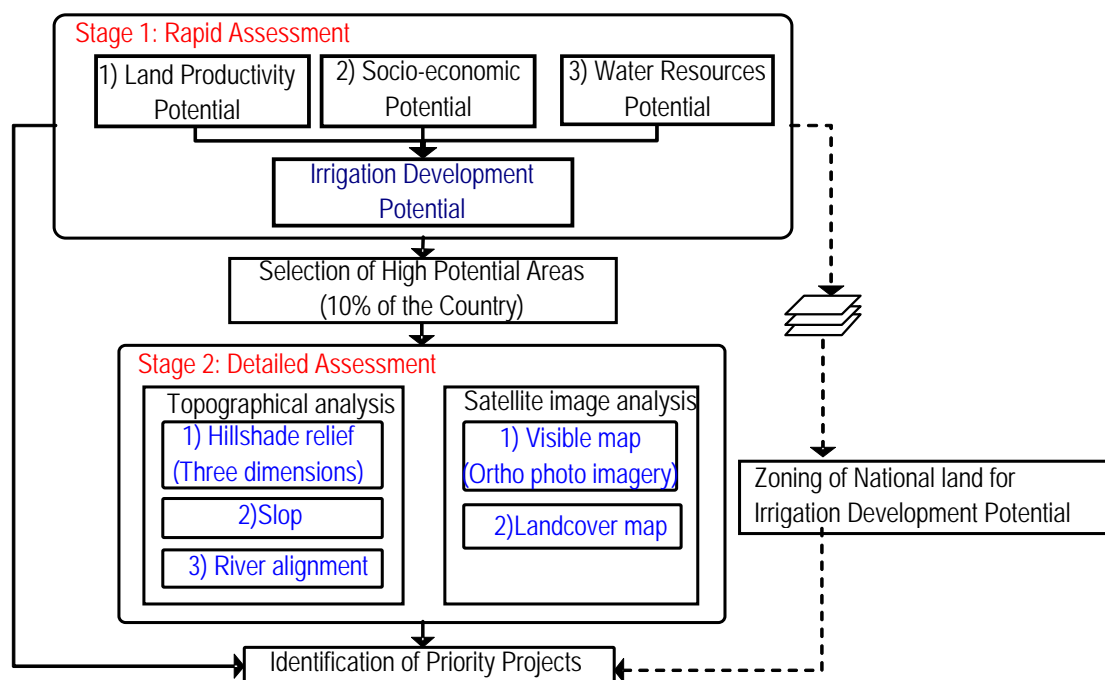 Stage 1: Rapid Assessment
1) Land Productivity
Potential
2) Socio-economic
Potential
3) Water Resources
Potential
Irrigation Development
Potential
Selection of High Potential Areas
(10% of the Country)
Stage 2: Detailed Assessment
Topographical analysis
1) Hillshade relief
(Three dimensions)
2)Slop
3) River alignment
Satellite image analysis
1) Visible map
(Ortho photo imagery)
2)Landcover map
Zoning of National land for
Irrigation Development Potential
Identification of Priority Projects